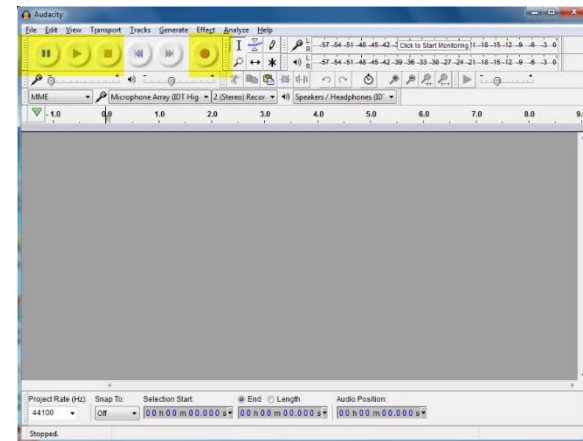 Audacity
File Edit View Transport Tracks Generate Effect Analyze Help
L R -57 -54 -51 -48 -45 -42 Click to Start Monitoring -18 -15 -12 -9 -6 -3 0
L R -57 -54 -51 -48 -45 -42 -39 -36 -33 -30 -27 -24 -21 -18 -15 -12 -9 -6 -3 0
MME Microphone Array (IDT Hig 2 (Stereo) Recor Speakers / Headphones (ID
-1.0 0.0 1.0 2.0 3.0 4.0 5.0 6.0 7.0 8.0
Project Rate (Hz): Snap To: Selection Start: End Length Audio Position:
44100 Off 00 h 00 m 00.000 s 00 h 00 m 00.000 s 00 h 00 m 00.000 s
Stopped.